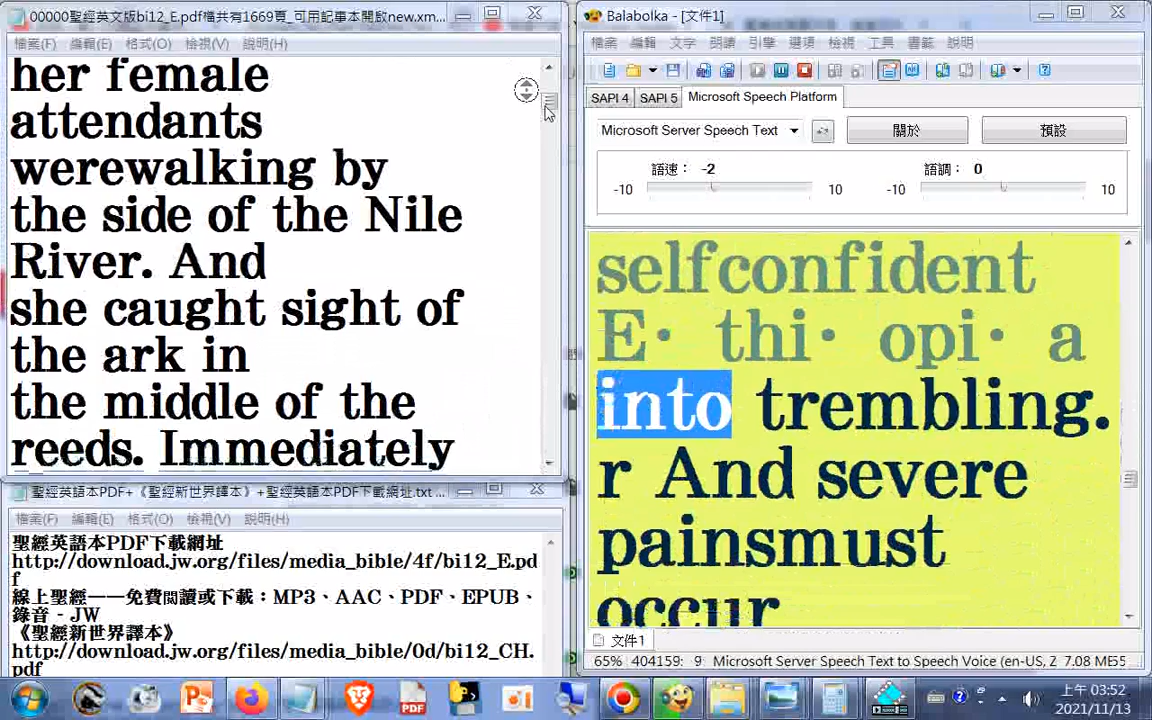 00000聖經英文版bi12_E.pdf檔共有1669頁_可用記事本開啟new.xm...
檔案(F) 編輯(E) 格式(O) 檢視(V) 說明(H)
her female
attendants
werewalking by
the side of the Nile
River. And
she caught sight of
the ark in
the middle of the
reeds. Immediately
聖經英語本PDF+《聖經新世界譯本》+聖經英語本PDF下載網址.txt ...
檔案(F) 編輯(E) 格式(O) 檢視(V) 說明(H)
聖經英語本PDF下載網址
http://download.jw.org/files/media_bible/4f/bi12_E.pd
f
線上聖經——免費閱讀或下載：MP3、AAC、PDF、EPUB、
錄音 - JW
《聖經新世界譯本》
http://download.jw.org/files/media_bible/0d/bi12_CH.
pdf
Balabolka - [文件1]
檔案 編輯 文字 朗讀 引擎 選項 檢視 工具 書籤 說明
SAPI 4 SAPI 5 Microsoft Speech Platform
Microsoft Server Speech Text 關於 預設
語速： -2 語調： 0
-10 10 -10 10
selfconfident
E· thi· opi· a
into trembling.
r And severe
painsmust
occur
文件1
65% 404159: 9 Microsoft Server Speech Text to Speech Voice (en-US, Z 7.08 ME55
上午 03:52
2021/11/13